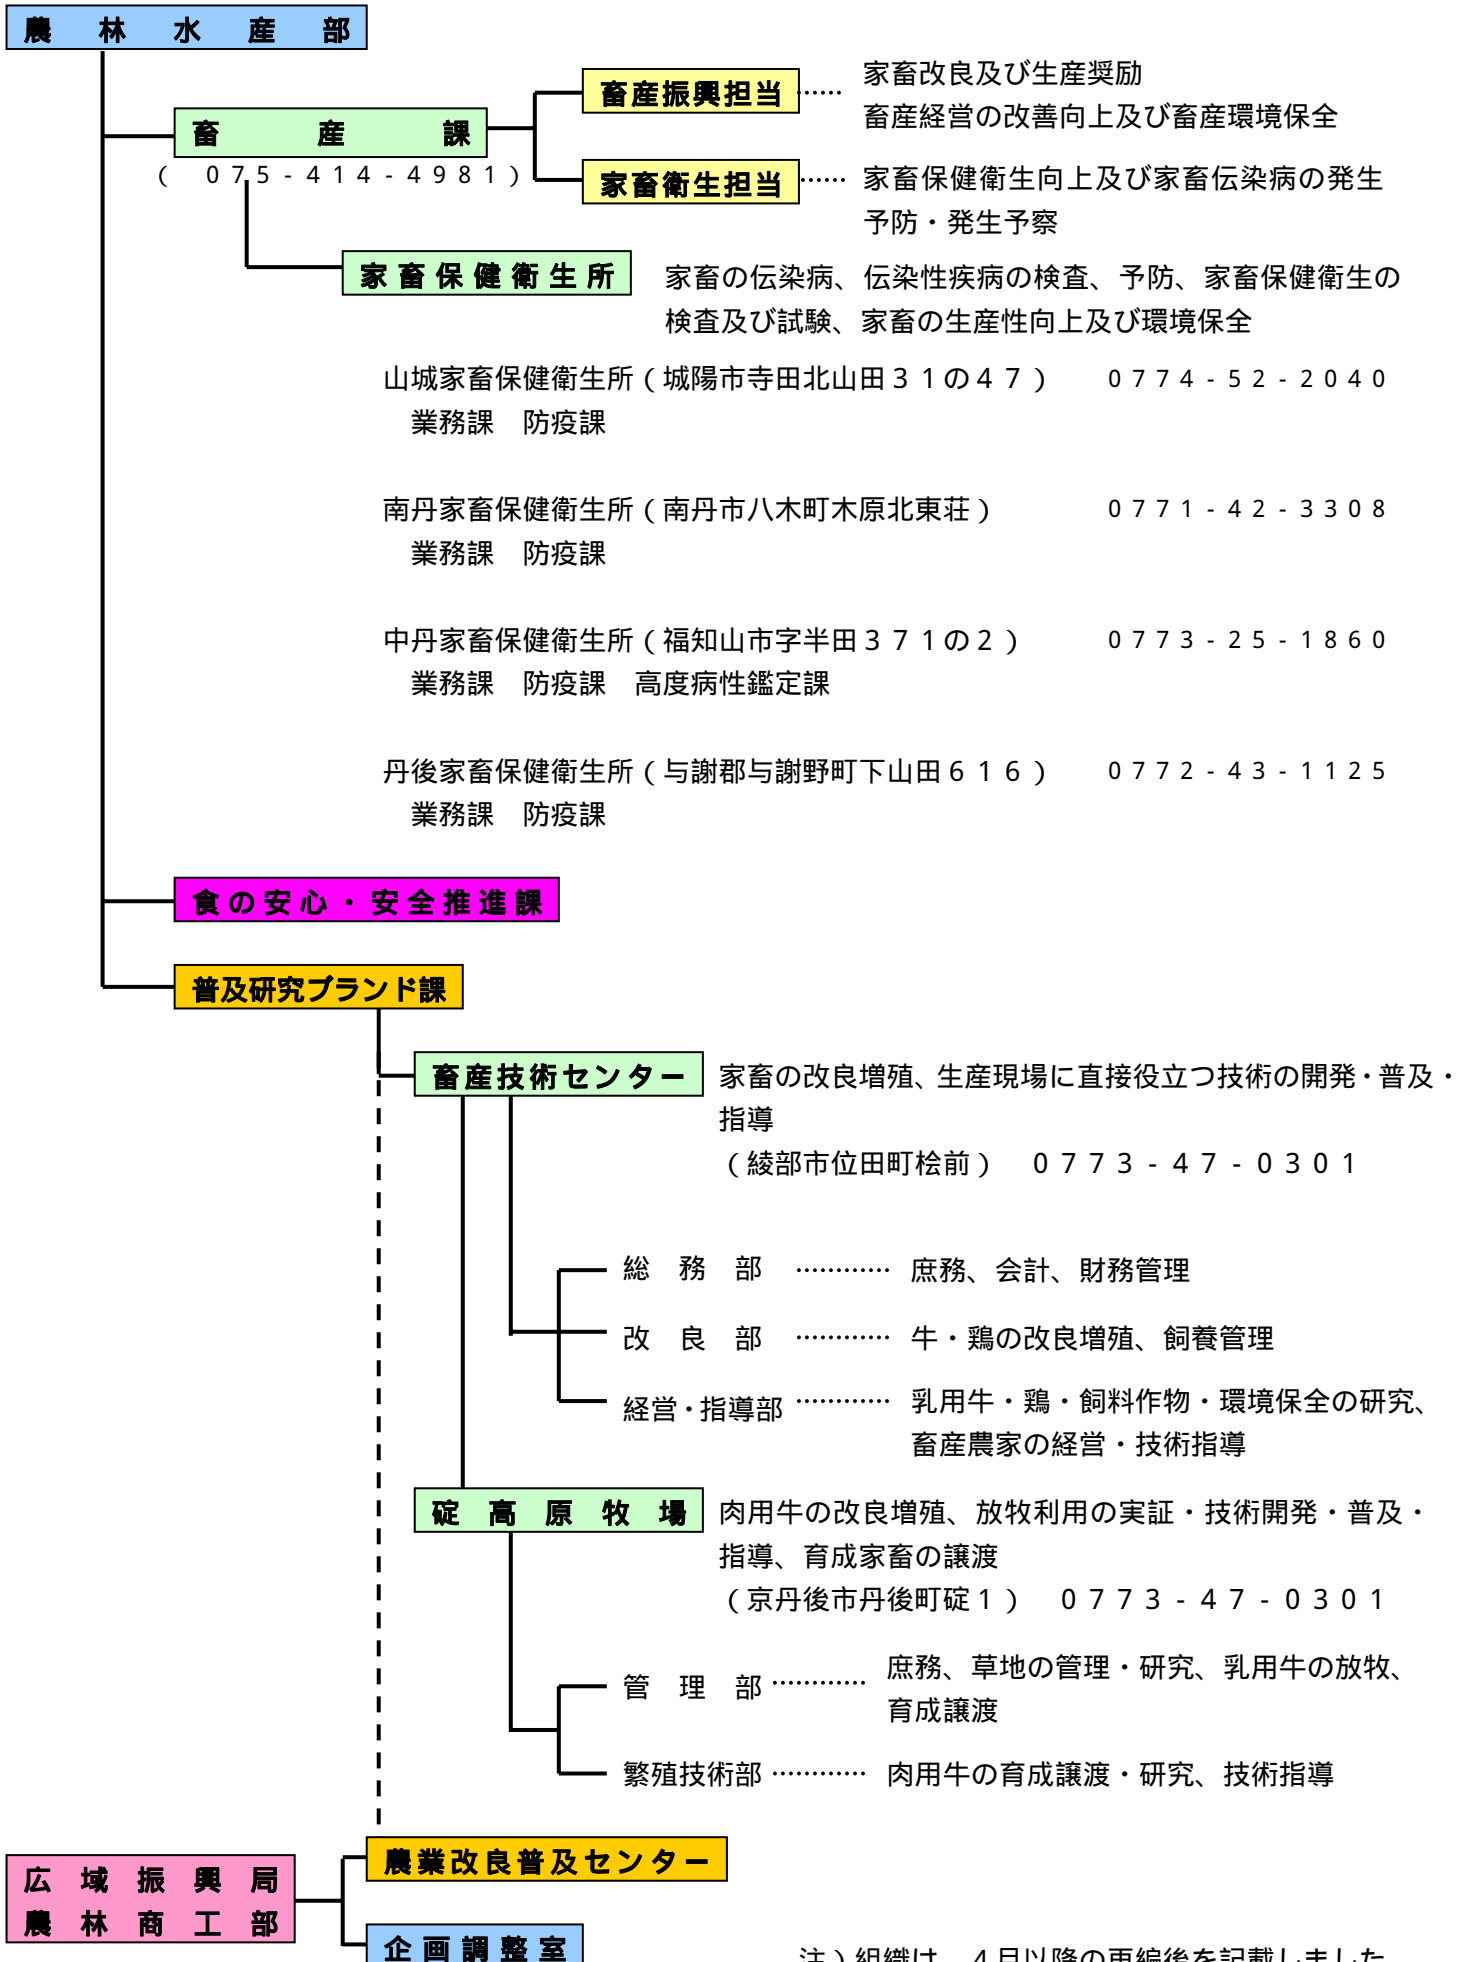 農林水産部
畜産振興担当……
家畜改良及び生産奨励
畜産経営の改善向上及び畜産環境保全
畜産課
(　０７５-４１４-４９８１)
家畜衛生担当……
家畜保健衛生向上及び家畜伝染病の発生
予防・発生予察
家畜保健衛生所
家畜の伝染病、伝染性疾病の検査、予防、家畜保健衛生の
検査及び試験、家畜の生産性向上及び環境保全
山城家畜保健衛生所(城陽市寺田北山田３１の４７)　０７７４-５２-２０４０
業務課　防疫課
南丹家畜保健衛生所(南丹市八木町木原北東荘)　０７７１-４２-３３０８
業務課　防疫課
中丹家畜保健衛生所(福知山市字半田３７１の２)　０７７３-２５-１８６０
業務課　防疫課　高度病性鑑定課
丹後家畜保健衛生所(与謝郡与謝野町下山田６１６)　０７７２-４３-１１２５
業務課　防疫課
食の安心・安全推進課
普及研究ブランド課
畜産技術センター
家畜の改良増殖、生産現場に直接役立つ技術の開発・普及・
指導
(綾部市位田町桧前)　０７７３-４７-０３０１
総　務　部　…………　庶務、会計、財務管理
改　良　部　…………　牛・鶏の改良増殖、飼養管理
経営・指導部　…………　乳用牛・鶏・飼料作物・環境保全の研究、
畜産農家の経営・技術指導
碇高原牧場
肉用牛の改良増殖、放牧利用の実証・技術開発・普及・
指導、育成家畜の譲渡
(京丹後市丹後町碇１)　０７７３-４７-０３０１
管　理　部　…………　庶務、草地の管理・研究、乳用牛の放牧、
育成譲渡
繁殖技術部　…………　肉用牛の育成譲渡・研究、技術指導
農業改良普及センター
広域振興局
農林商工部
企画調整室
注)組織は、４月以降の再編後を記載しました